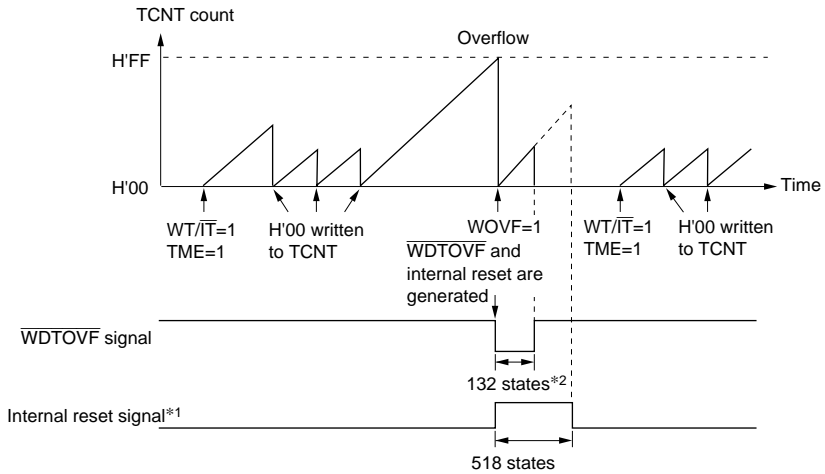 TCNT count
Overflow
H'FF
H'00
Time
WT/IT=1
TME=1
H'00 written
to TCNT
WOVF=1
WDTOVF and
internal reset are
generated
WT/IT=1
TME=1
H'00 written
to TCNT
WDTOVF signal
132 states*2
Internal reset signal*1
518 states